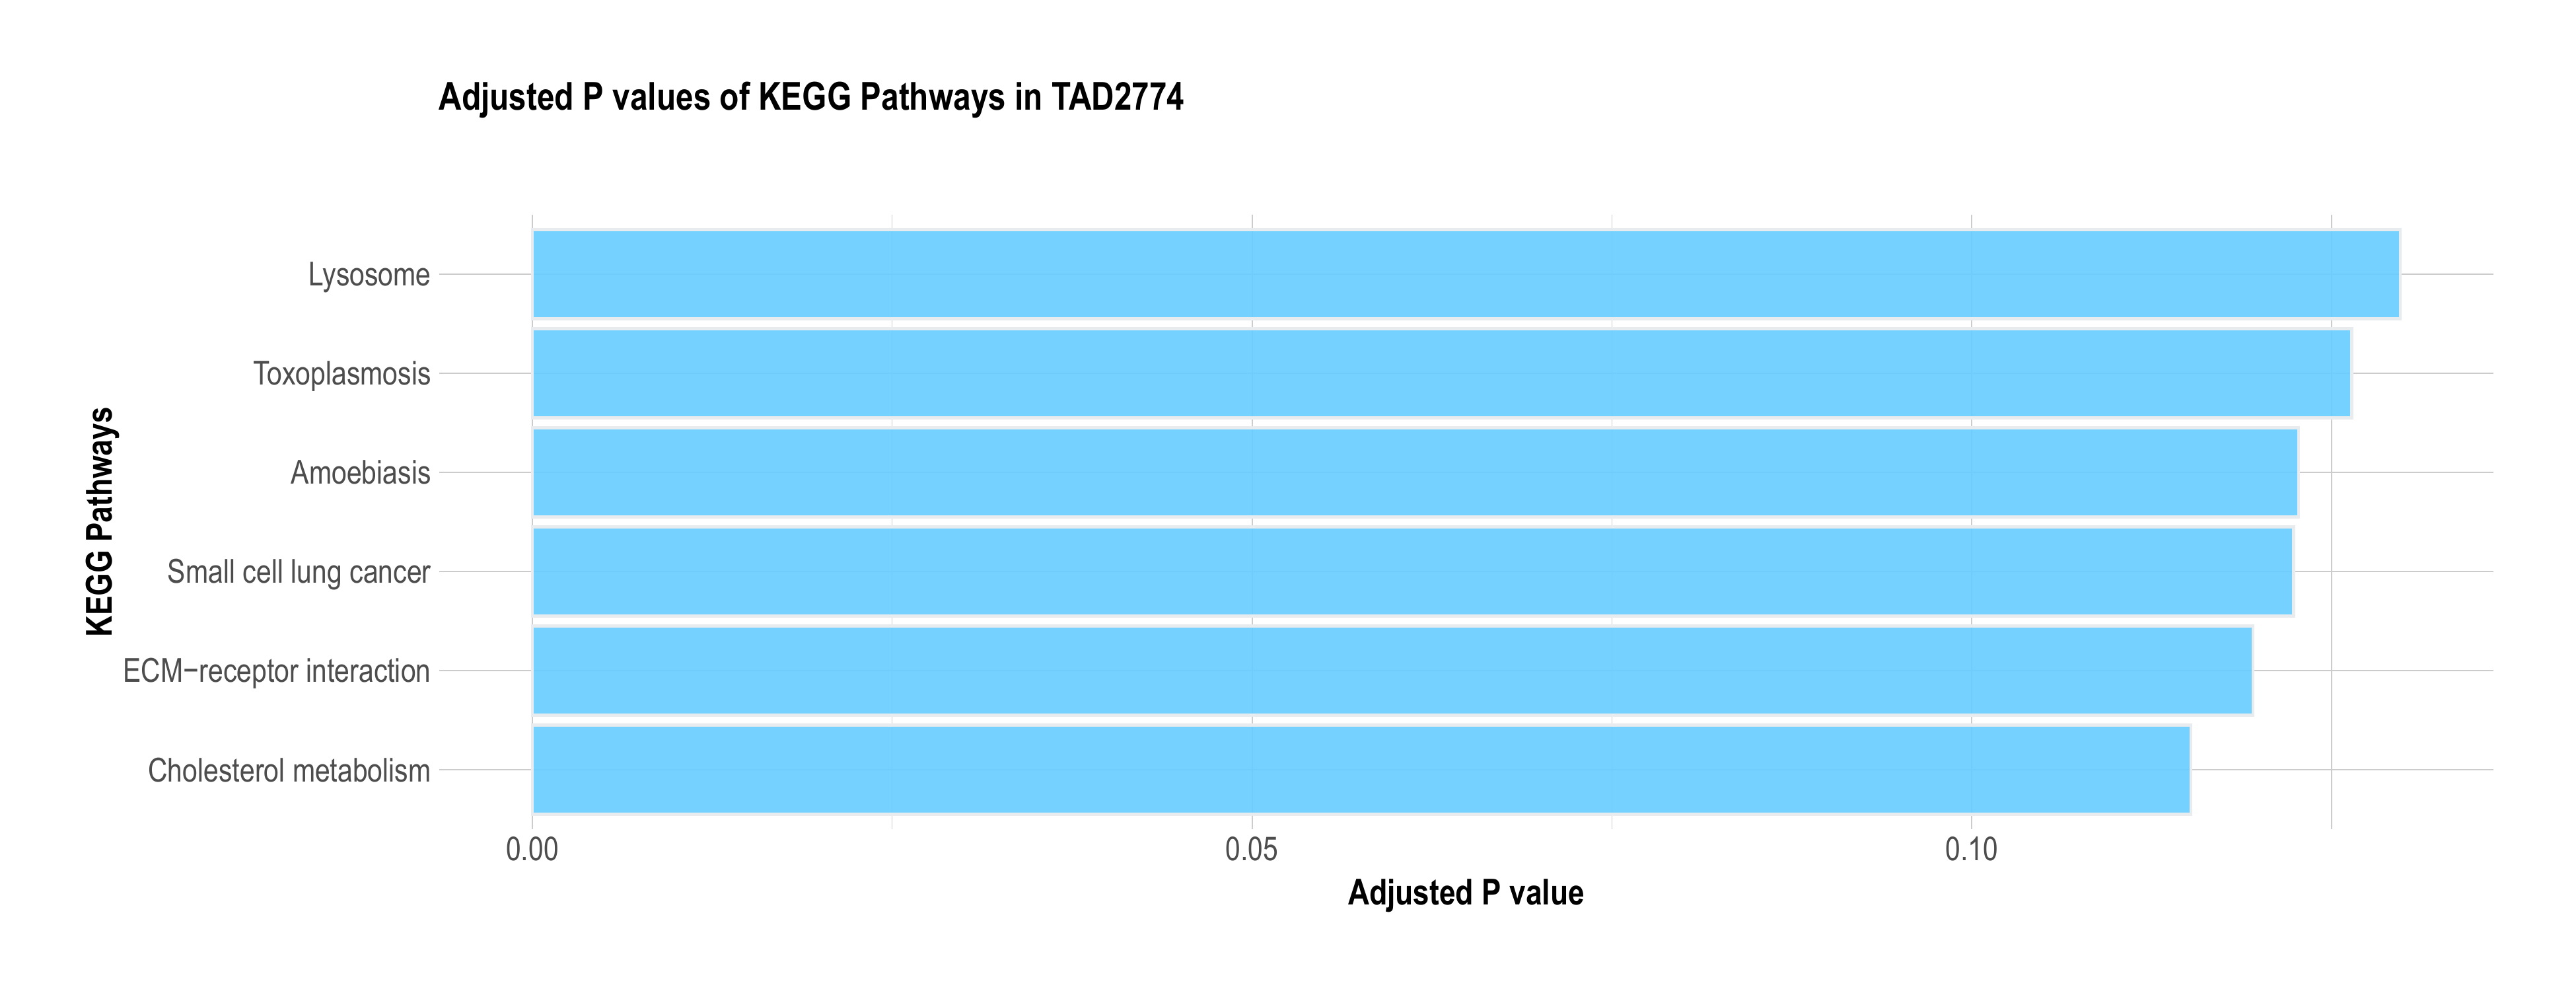 Adjusted P values of KEGG Pathways in TAD2774
KEGG Pathways
Lysosome
Toxoplasmosis
Amoebiasis
Small cell lung cancer
ECM−receptor interaction
Cholesterol metabolism
0.00 0.05 0.10
Adjusted P value